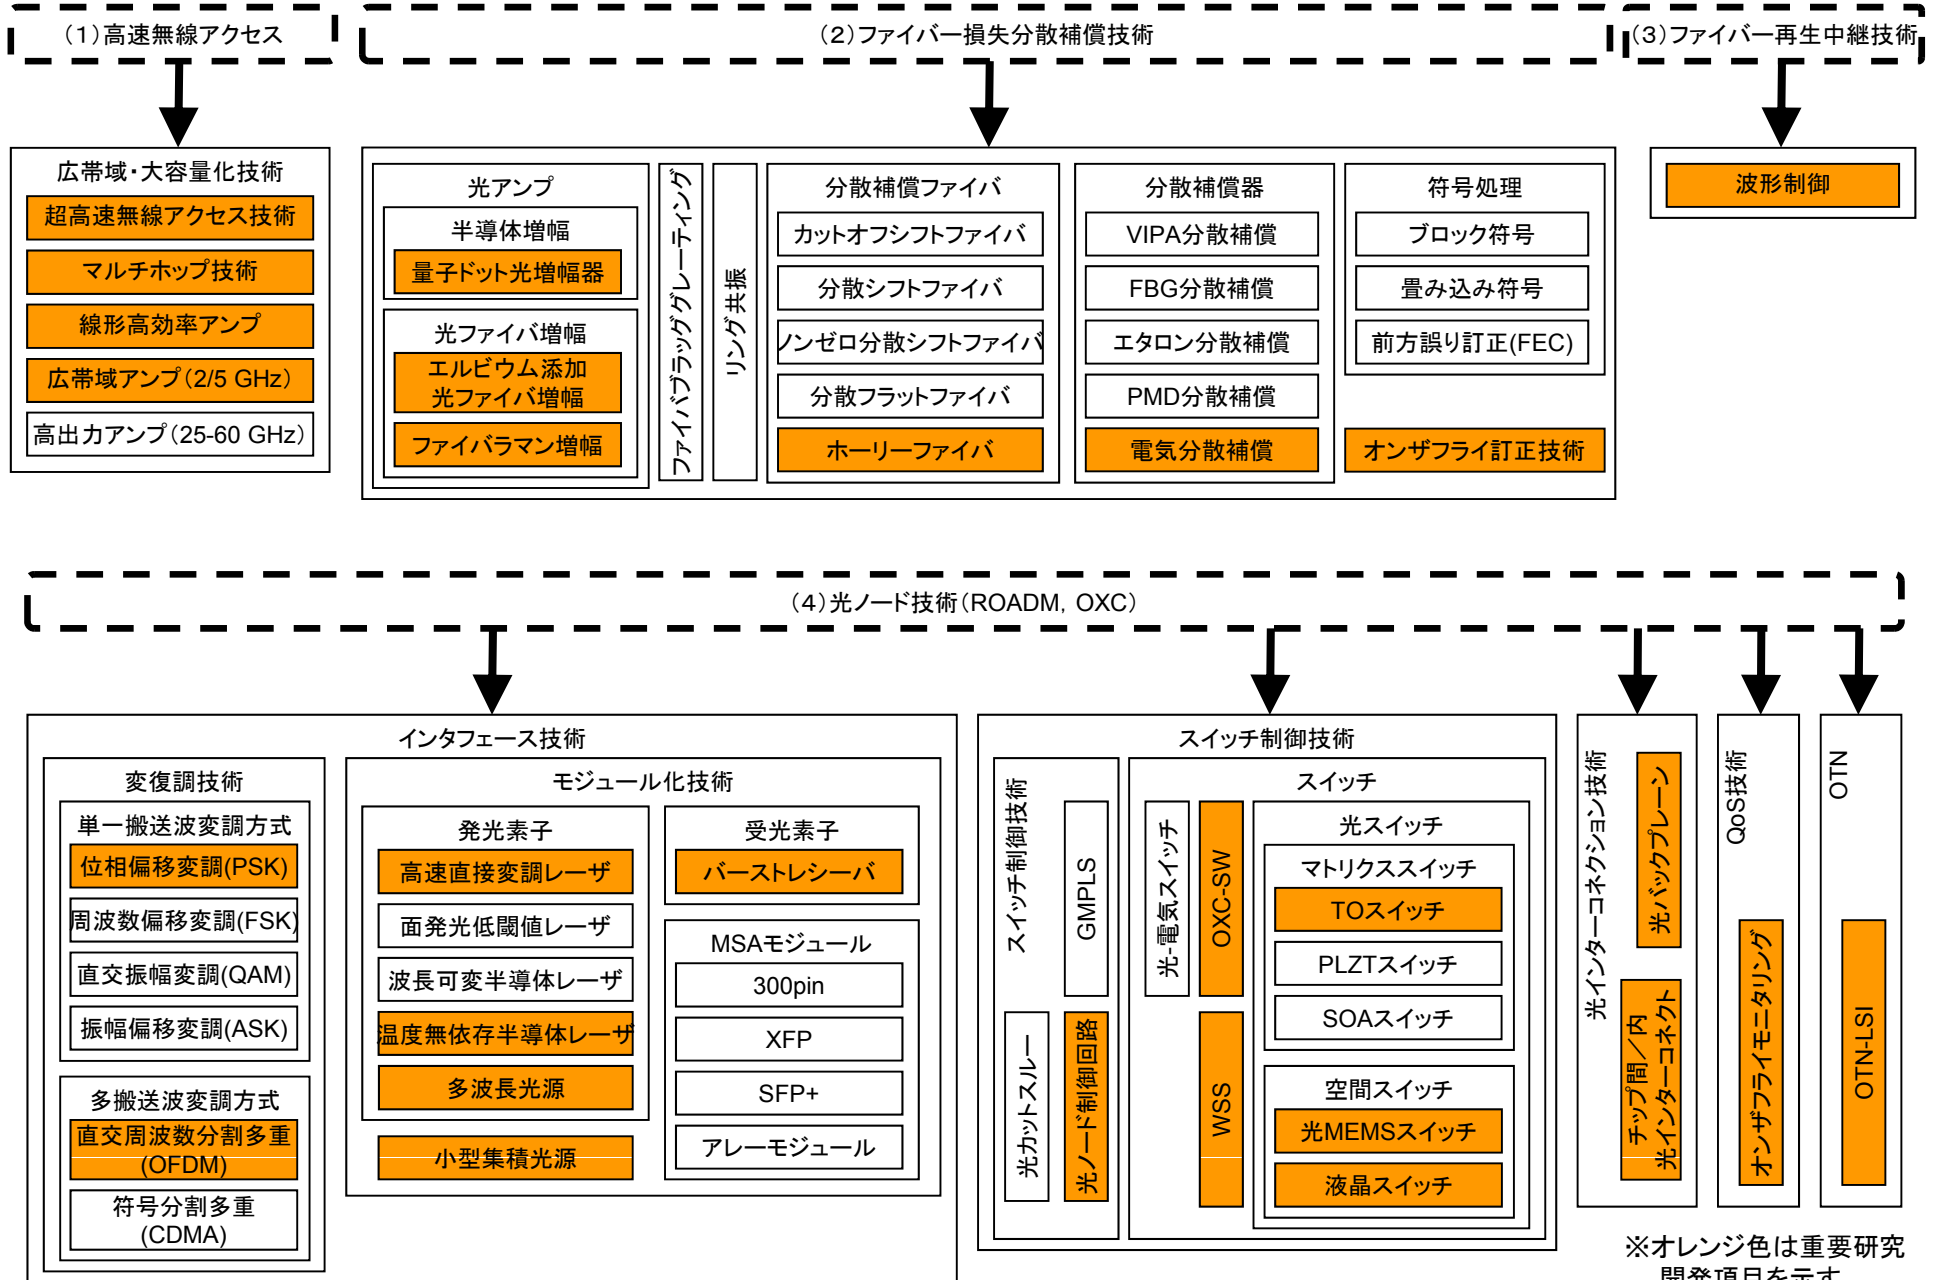 （1）高速無線アクセス
（2）ファイバー損失分散補償技術
（3）ファイバー再生中継技術
広帯域・大容量化技術
超高速無線アクセス技術
マルチホップ技術
線形高効率アンプ
広帯域アンプ（2/5 GHz）
高出力アンプ（25-60 GHz）
光アンプ
半導体増幅
量子ドット光増幅器
光ファイバ増幅
エルビウム添加
光ファイバ増幅
ファイバラマン増幅
ファイバブラッググレーティング
リング共振
分散補償ファイバ
カットオフシフトファイバ
分散シフトファイバ
ノンゼロ分散シフトファイバ
分散フラットファイバ
ホーリーファイバ
分散補償器
VIPA分散補償
FBG分散補償
エタロン分散補償
PMD分散補償
電気分散補償
符号処理
ブロック符号
畳み込み符号
前方誤り訂正(FEC)
オンザフライ訂正技術
波形制御
（4）光ノード技術（ROADM，OXC）
インタフェース技術
変復調技術
単一搬送波変調方式
位相偏移変調(PSK)
周波数偏移変調(FSK)
直交振幅変調(QAM)
振幅偏移変調(ASK)
多搬送波変調方式
直交周波数分割多重
(OFDM)
符号分割多重
(CDMA)
モジュール化技術
発光素子
高速直接変調レーザ
面発光低閾値レーザ
波長可変半導体レーザ
温度無依存半導体レーザ
多波長光源
小型集積光源
受光素子
バーストレシーバ
MSAモジュール
300pin
XFP
SFP+
アレーモジュール
スイッチ制御技術
スイッチ制御技術
GMPLS
光カットスルー
光ノード制御回路
スイッチ
光-電気スイッチ
OXC-SW
WSS
光スイッチ
マトリクススイッチ
TOスイッチ
PLZTスイッチ
SOAスイッチ
空間スイッチ
光MEMSスイッチ
液晶スイッチ
光インターコネクション技術
光バックプレーン
チップ間／内
光インターコネクト
QoS技術
オンザフライモニタリング
OTN
OTN-LSI
※オレンジ色は重要研究
開発項目を示す